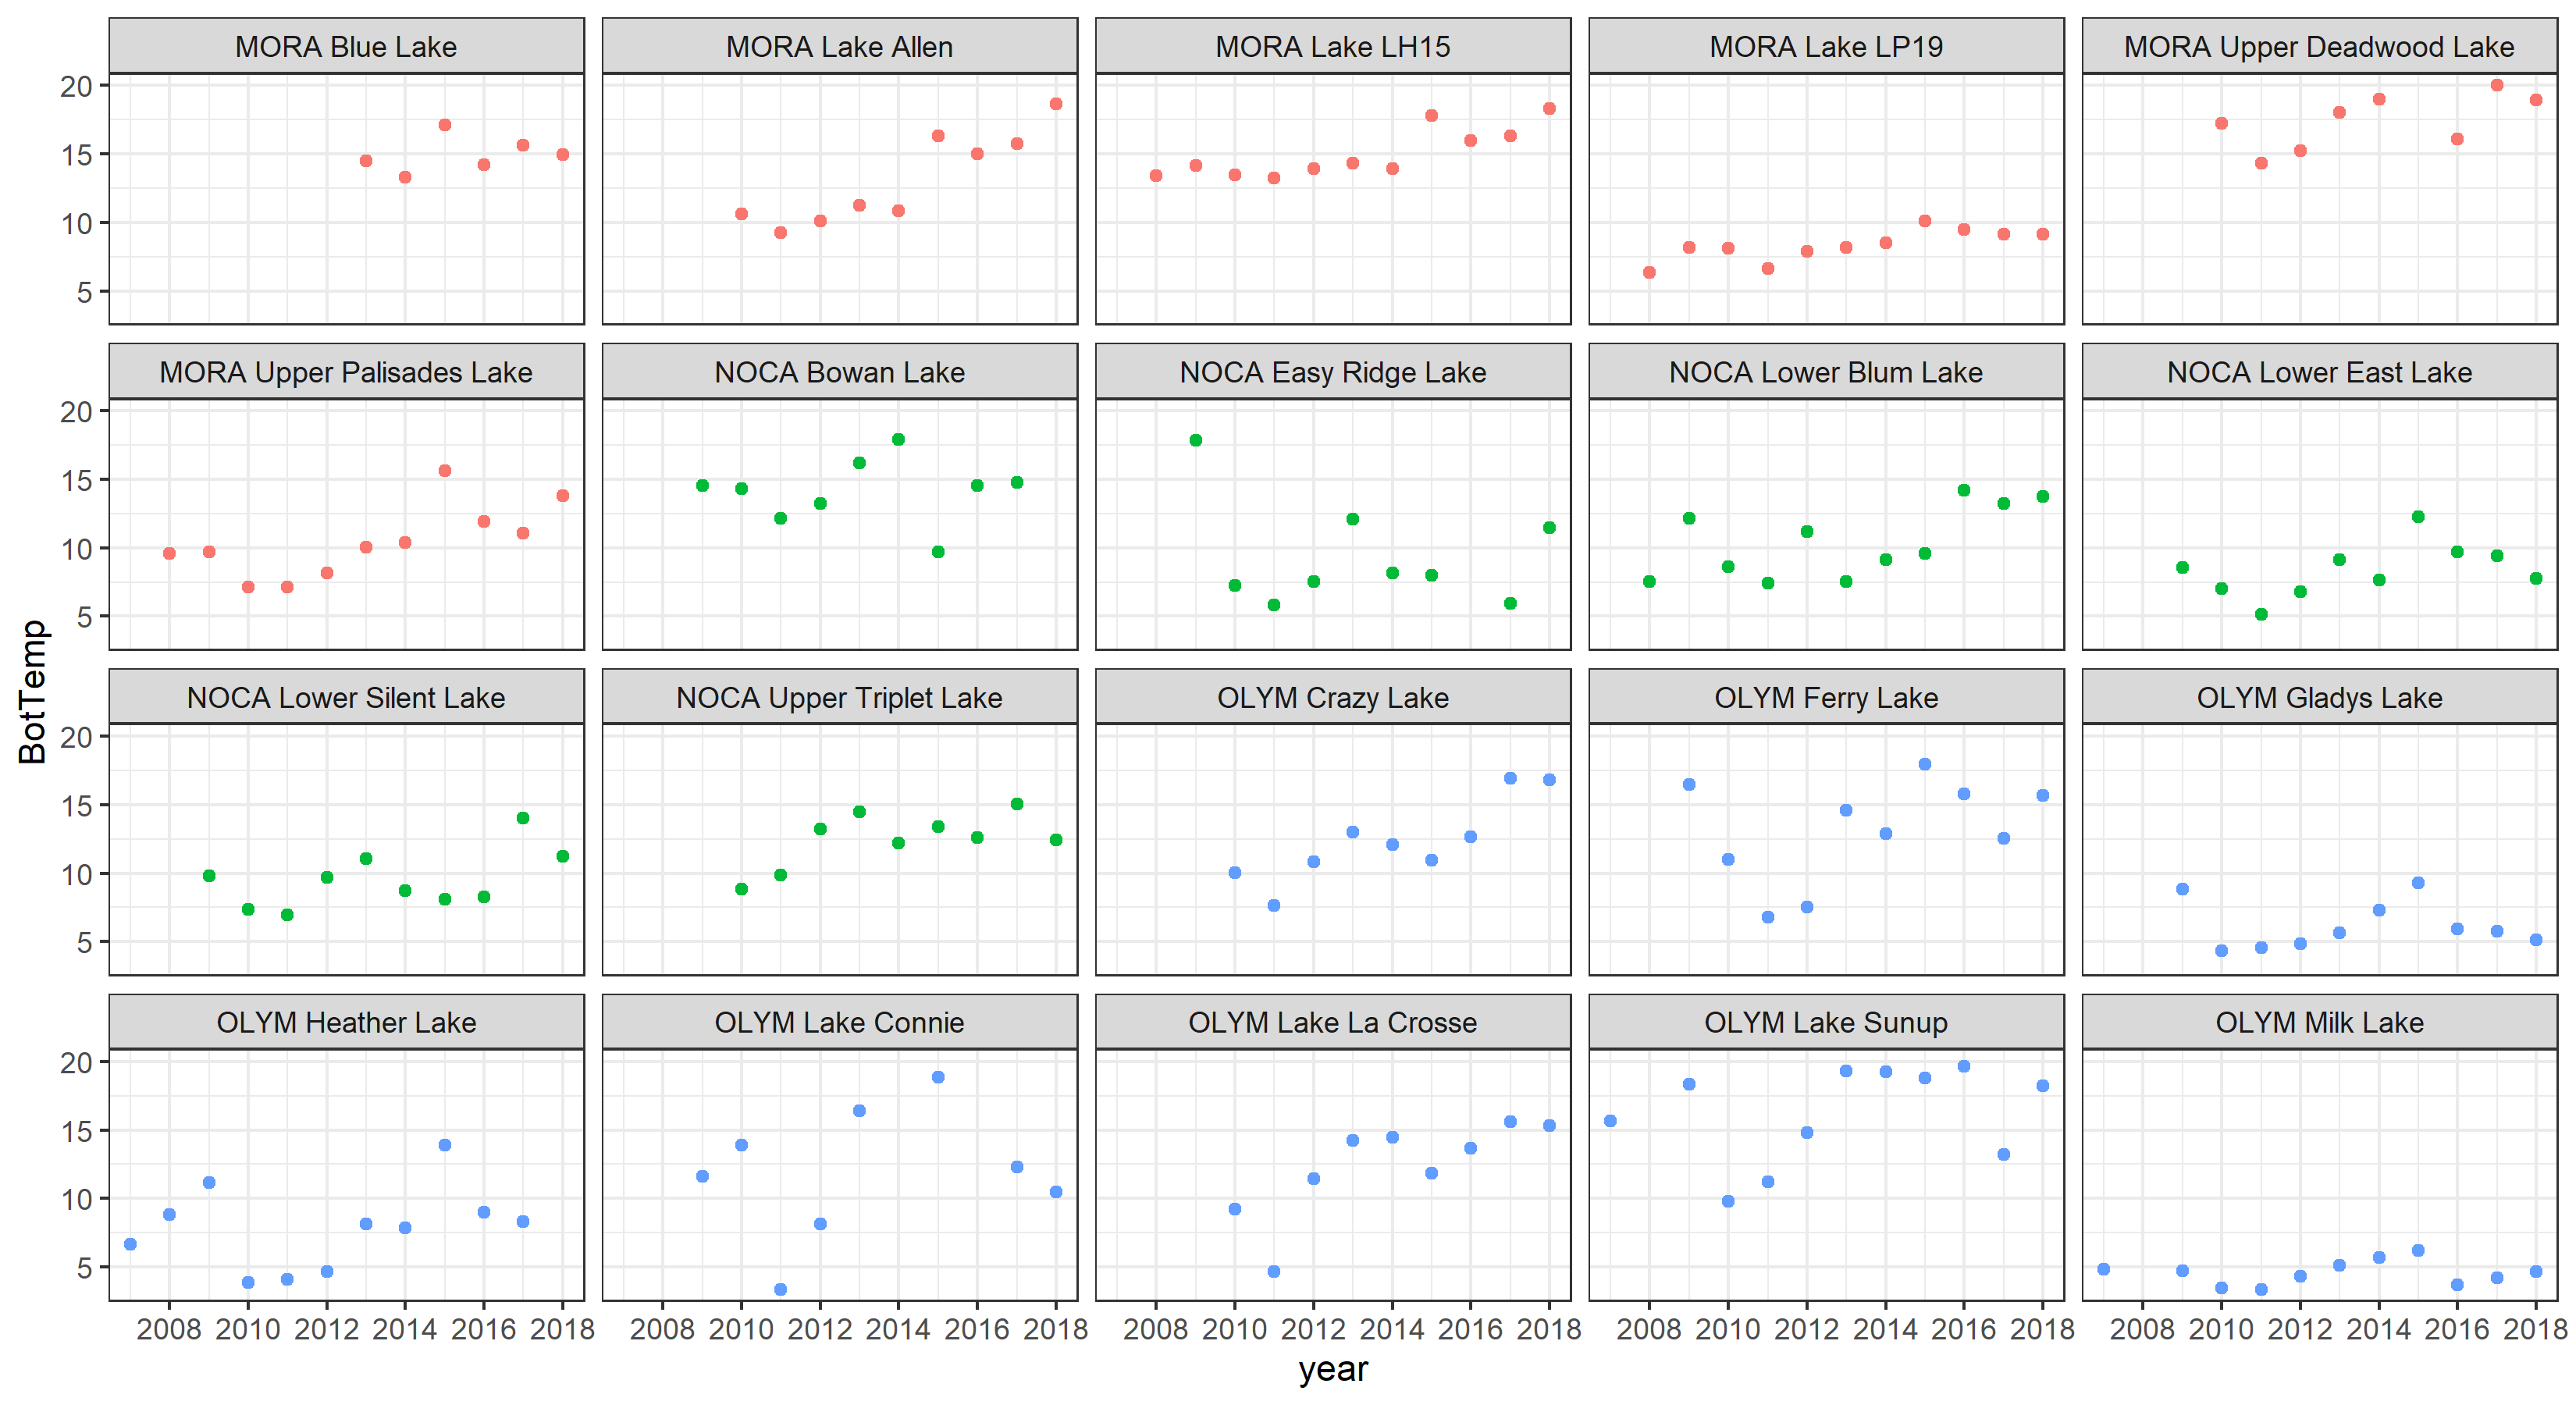 MORA Blue Lake MORA Lake Allen MORA Lake LH15 MORA Lake LP19 MORA Upper Deadwood Lake
20
15
10
5
MORA Upper Palisades Lake NOCA Bowan Lake NOCA Easy Ridge Lake NOCA Lower Blum Lake NOCA Lower East Lake
20
15
10
5
BotTemp
NOCA Lower Silent Lake NOCA Upper Triplet Lake OLYM Crazy Lake OLYM Ferry Lake OLYM Gladys Lake
20
15
10
5
OLYM Heather Lake OLYM Lake Connie OLYM Lake La Crosse OLYM Lake Sunup OLYM Milk Lake
20
15
10
5
2008 2010 2012 2014 2016 2018 2008 2010 2012 2014 2016 2018 2008 2010 2012 2014 2016 2018 2008 2010 2012 2014 2016 2018 2008 2010 2012 2014 2016 2018
year